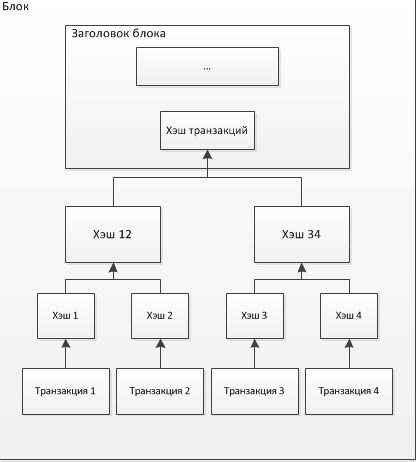 Блок
Заголовок блока
...
Хэш транзакций
Хэш 12
Хэш 34
Хэш 1
Хэш 2
Хэш 3
Хэш 4
Транзакция 1
Транзакция 2
Транзакция 3
Транзакция 4